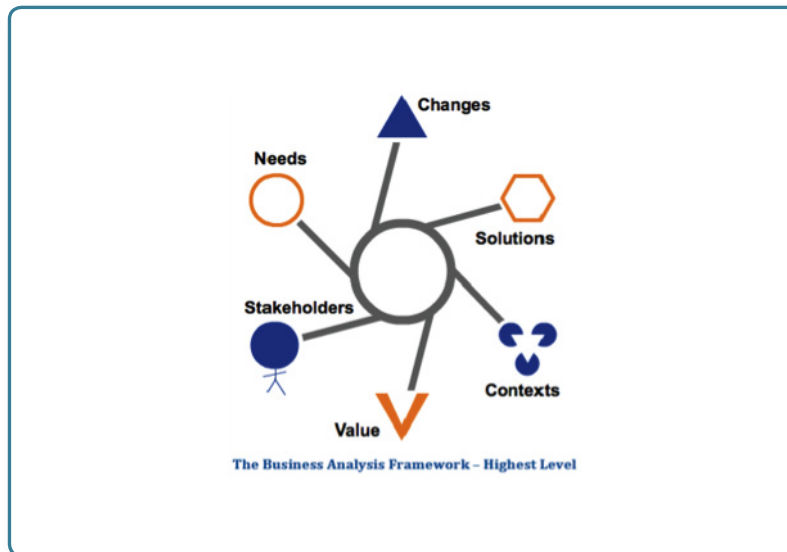 Changes
Needs
Solutions
Stakeholders
Contexts
Value
The Business Analysis Framework – Highest Level